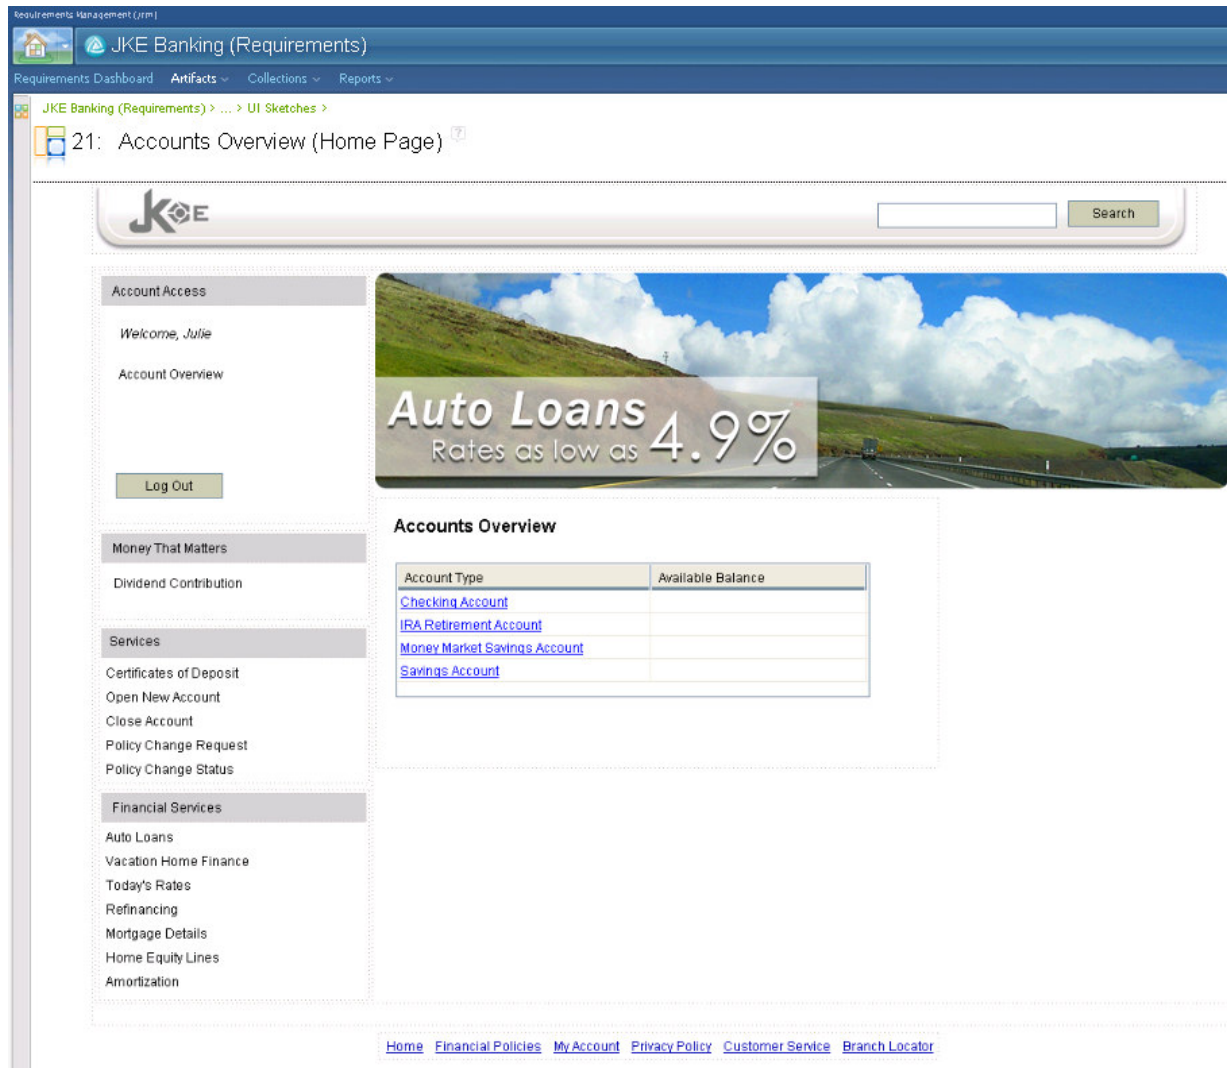 Requirements Management (/rm)
JKE Banking (Requirements)
Requirements Dashboard Artifacts Collections Reports
JKE Banking (Requirements) > ... > UI Sketches >
21: Accounts Overview (Home Page) ?
JKE
Search
Account Access
Welcome, Julie
Account Overview
Log Out
Auto Loans
Rates as low as 4.9%
Money That Matters
Dividend Contribution
Services
Certificates of Deposit
Open New Account
Close Account
Policy Change Request
Policy Change Status
Financial Services
Auto Loans
Vacation Home Finance
Today's Rates
Refinancing
Mortgage Details
Home Equity Lines
Amortization
Accounts Overview
Account Type Available Balance
Checking Account
IRA Retirement Account
Money Market Savings Account
Savings Account
Home Financial Policies My Account Privacy Policy Customer Service Branch Locator